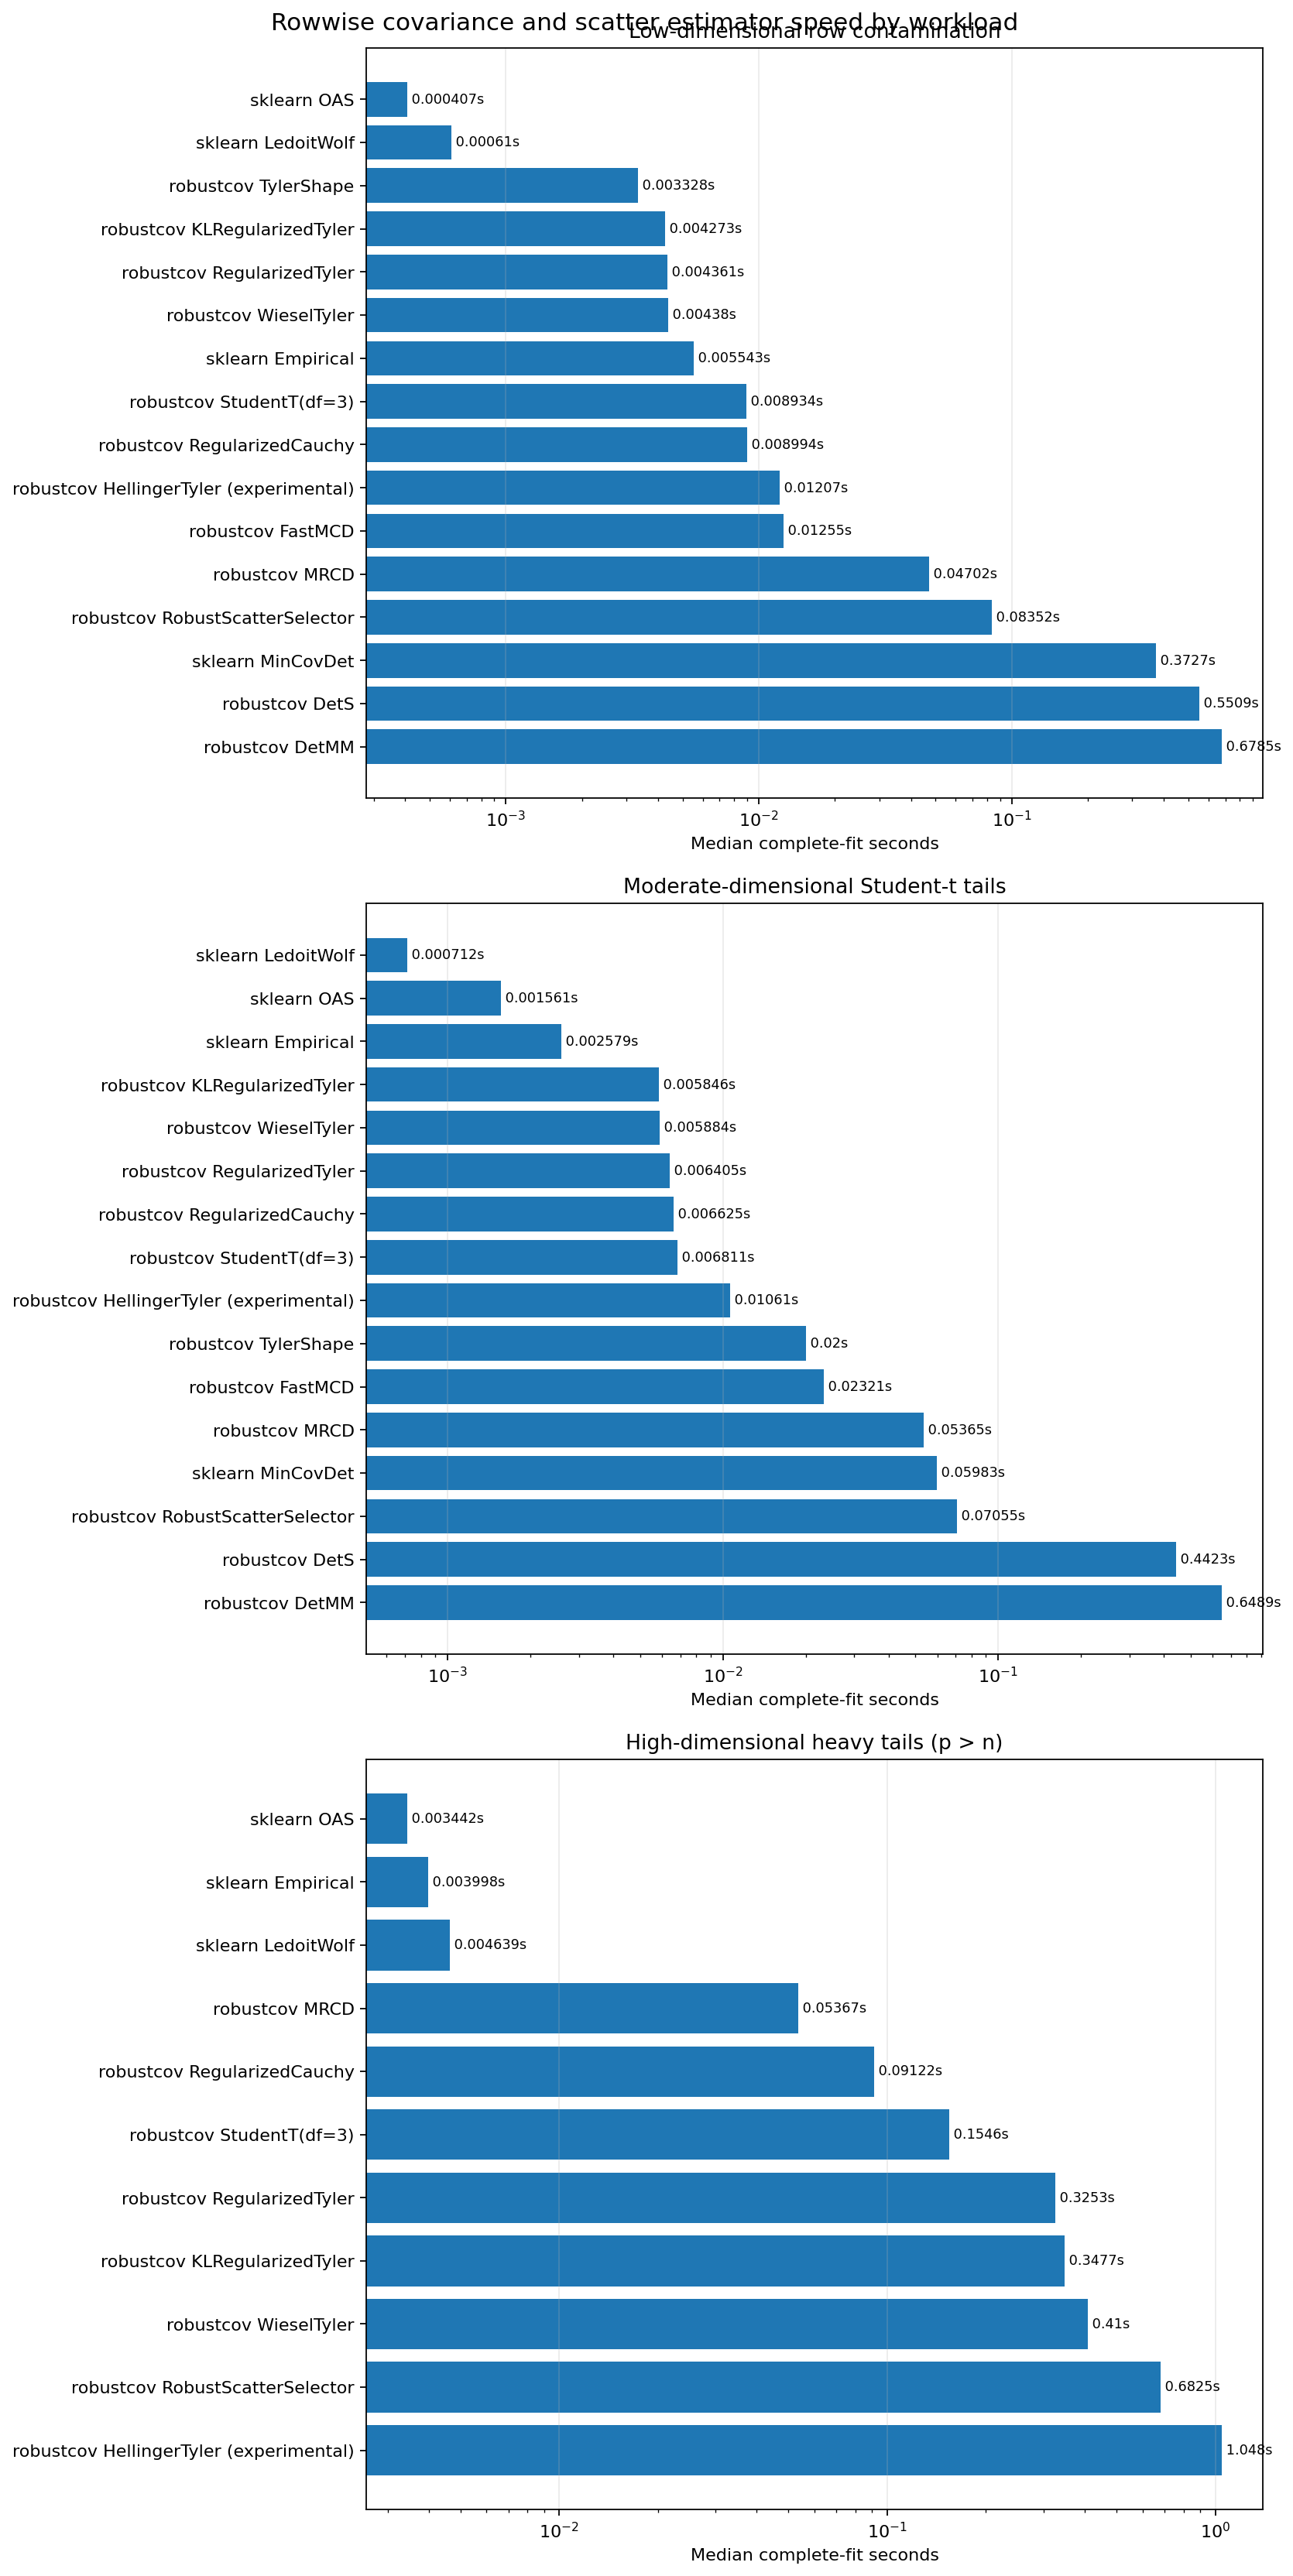 Rowwise covariance and scatter estimator speed by workload
Low-dimensional row contamination
sklearn OAS 0.000407s
sklearn LedoitWolf 0.00061s
robustcov TylerShape 0.003328s
robustcov KLRegularizedTyler 0.004273s
robustcov RegularizedTyler 0.004361s
robustcov WieselTyler 0.00438s
sklearn Empirical 0.005543s
robustcov StudentT(df=3) 0.008934s
robustcov RegularizedCauchy 0.008994s
robustcov HellingerTyler (experimental) 0.01207s
robustcov FastMCD 0.01255s
robustcov MRCD 0.04702s
robustcov RobustScatterSelector 0.08352s
sklearn MinCovDet 0.3727s
robustcov DetS 0.5509s
robustcov DetMM 0.6785s
10⁻³ 10⁻² 10⁻¹
Median complete-fit seconds
Moderate-dimensional Student-t tails
sklearn LedoitWolf 0.000712s
sklearn OAS 0.001561s
sklearn Empirical 0.002579s
robustcov KLRegularizedTyler 0.005846s
robustcov WieselTyler 0.005884s
robustcov RegularizedTyler 0.006405s
robustcov RegularizedCauchy 0.006625s
robustcov StudentT(df=3) 0.006811s
robustcov HellingerTyler (experimental) 0.01061s
robustcov TylerShape 0.02s
robustcov FastMCD 0.02321s
robustcov MRCD 0.05365s
sklearn MinCovDet 0.05983s
robustcov RobustScatterSelector 0.07055s
robustcov DetS 0.4423s
robustcov DetMM 0.6489s
10⁻³ 10⁻² 10⁻¹
Median complete-fit seconds
High-dimensional heavy tails (p > n)
sklearn OAS 0.003442s
sklearn Empirical 0.003998s
sklearn LedoitWolf 0.004639s
robustcov MRCD 0.05367s
robustcov RegularizedCauchy 0.09122s
robustcov StudentT(df=3) 0.1546s
robustcov RegularizedTyler 0.3253s
robustcov KLRegularizedTyler 0.3477s
robustcov WieselTyler 0.41s
robustcov RobustScatterSelector 0.6825s
robustcov HellingerTyler (experimental) 1.048s
10⁻² 10⁻¹ 10⁰
Median complete-fit seconds